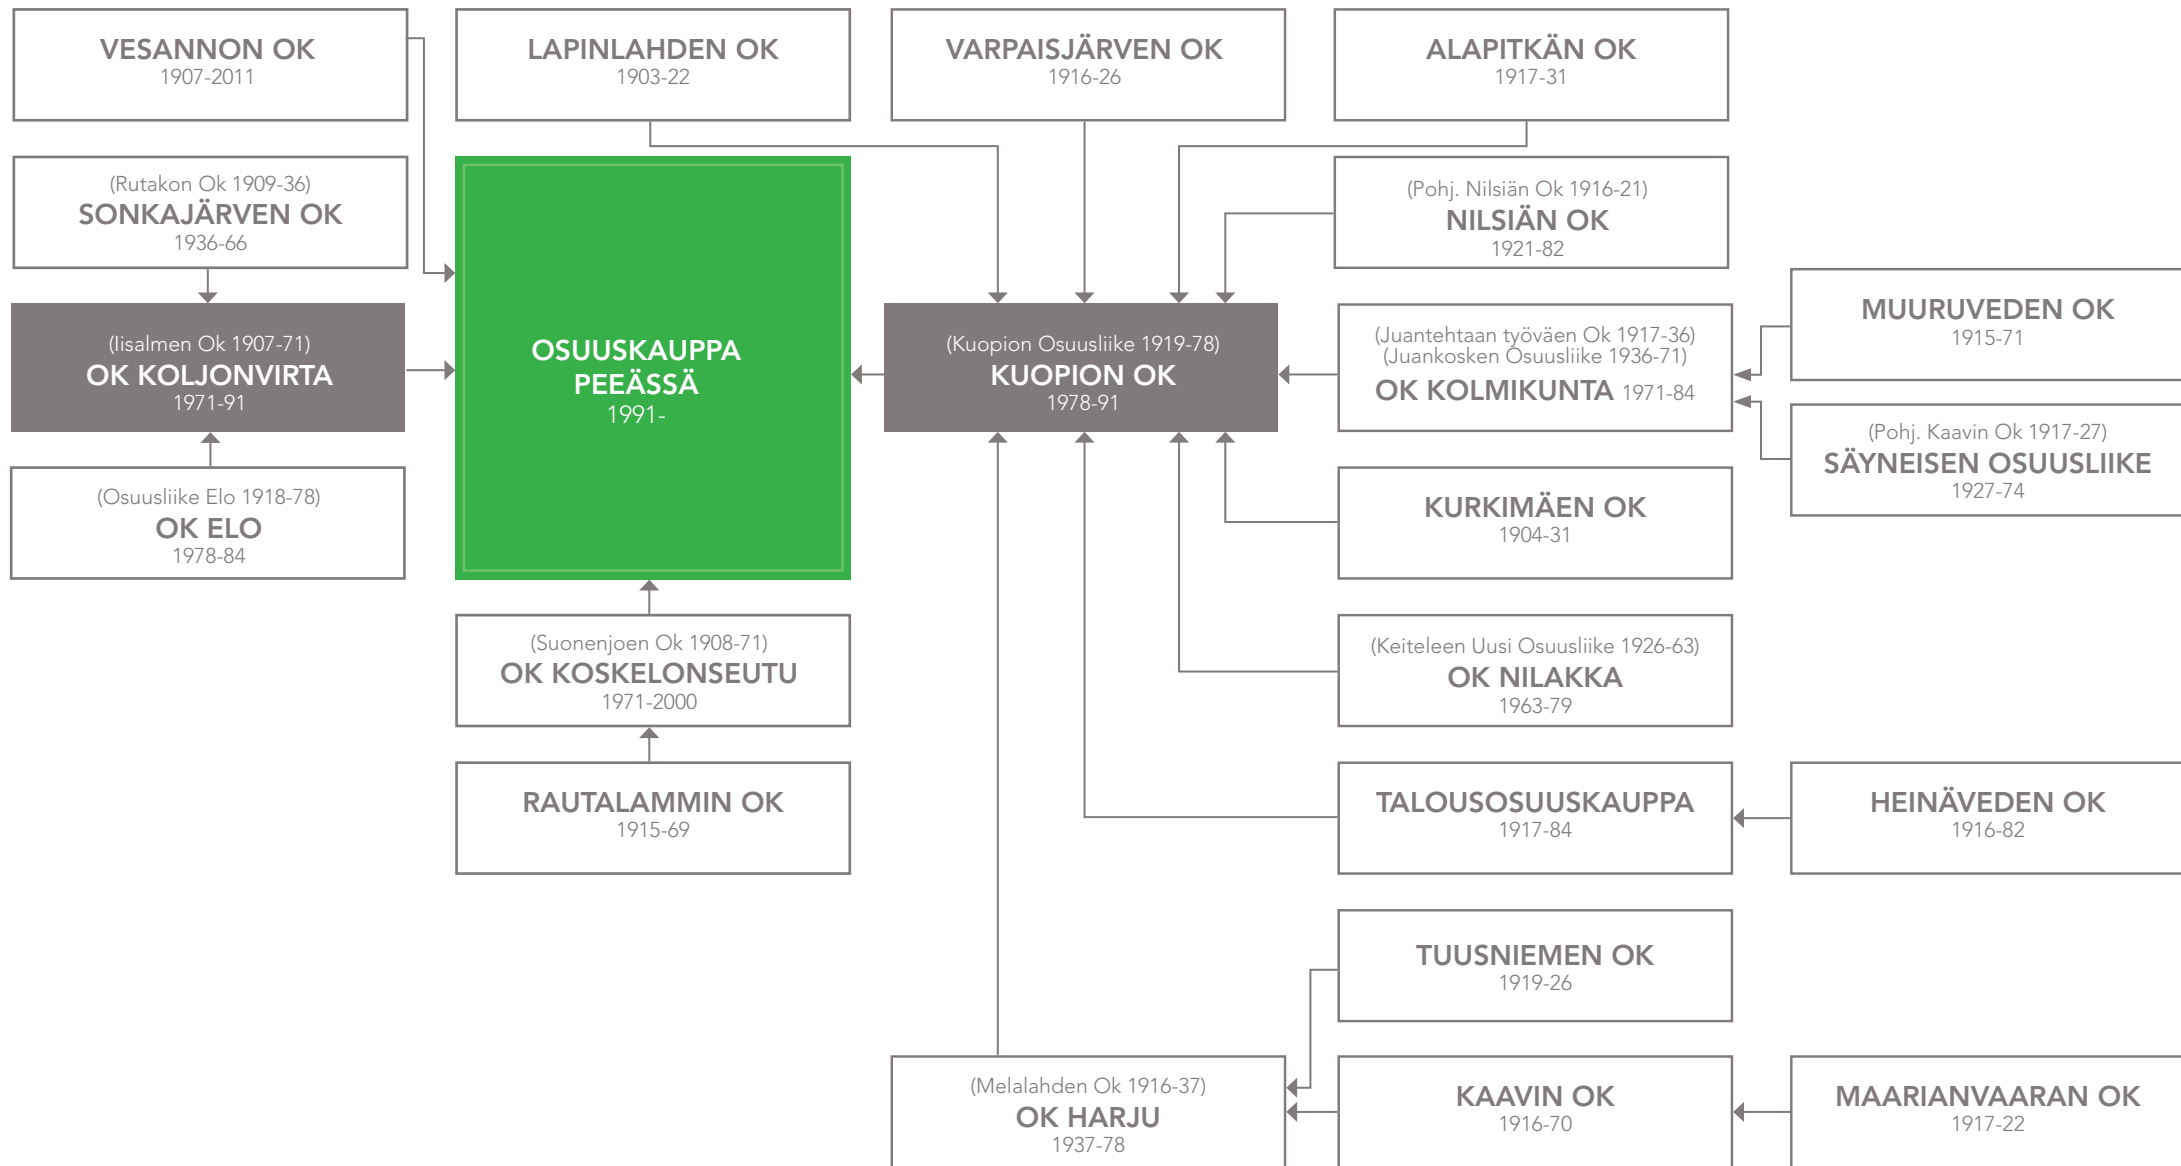 VESANNON OK
1907-2011
LAPINLAHDEN OK
1903-22
VARPAISJÄRVEN OK
1916-26
ALAPITKÄN OK
1917-31
(Rutakon Ok 1909-36)
SONKAJÄRVEN OK
1936-66
(Pohj. Nilsiän Ok 1916-21)
NILSIÄN OK
1921-82
(Iisalmen Ok 1907-71)
OK KOLJONVIRTA
1971-91
OSUUSKAUPPA
PEEÄSSÄ
1991-
(Kuopion Osuusliike 1919-78)
KUOPION OK
1978-91
(Juantehtaan työväen Ok 1917-36)
(Juankosken Osuusliike 1936-71)
OK KOLMIKUNTA 1971-84
MUURUVEDEN OK
1915-71
(Pohj. Kaavin Ok 1917-27)
SÄYNEISEN OSUUSLIIKE
1927-74
(Osuusliike Elo 1918-78)
OK ELO
1978-84
KURKIMÄEN OK
1904-31
(Suonenjoen Ok 1908-71)
OK KOSKELONSEUTU
1971-2000
(Keiteleen Uusi Osuusliike 1926-63)
OK NILAKKA
1963-79
RAUTALAMMIN OK
1915-69
TALOUSOSUUSKAUPPA
1917-84
HEINÄVEDEN OK
1916-82
TUUSNIEMEN OK
1919-26
(Melalahden Ok 1916-37)
OK HARJU
1937-78
KAAVIN OK
1916-70
MAARIANVAARAN OK
1917-22